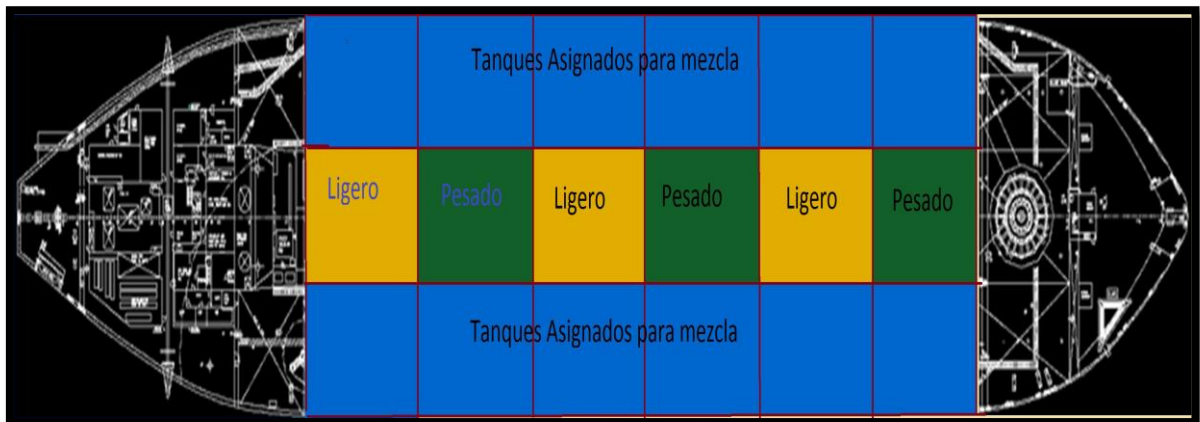 Tanques Asignados para mezcla
Ligero Pesado Ligero Pesado Ligero Pesado
Tanques Asignados para mezcla